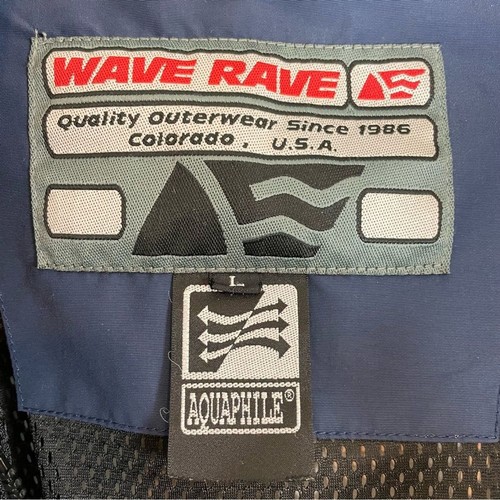 WAVE RAVE
Quality Outerwear Since 1986
Colorado, U.S.A.
L
AQUAPHILE®